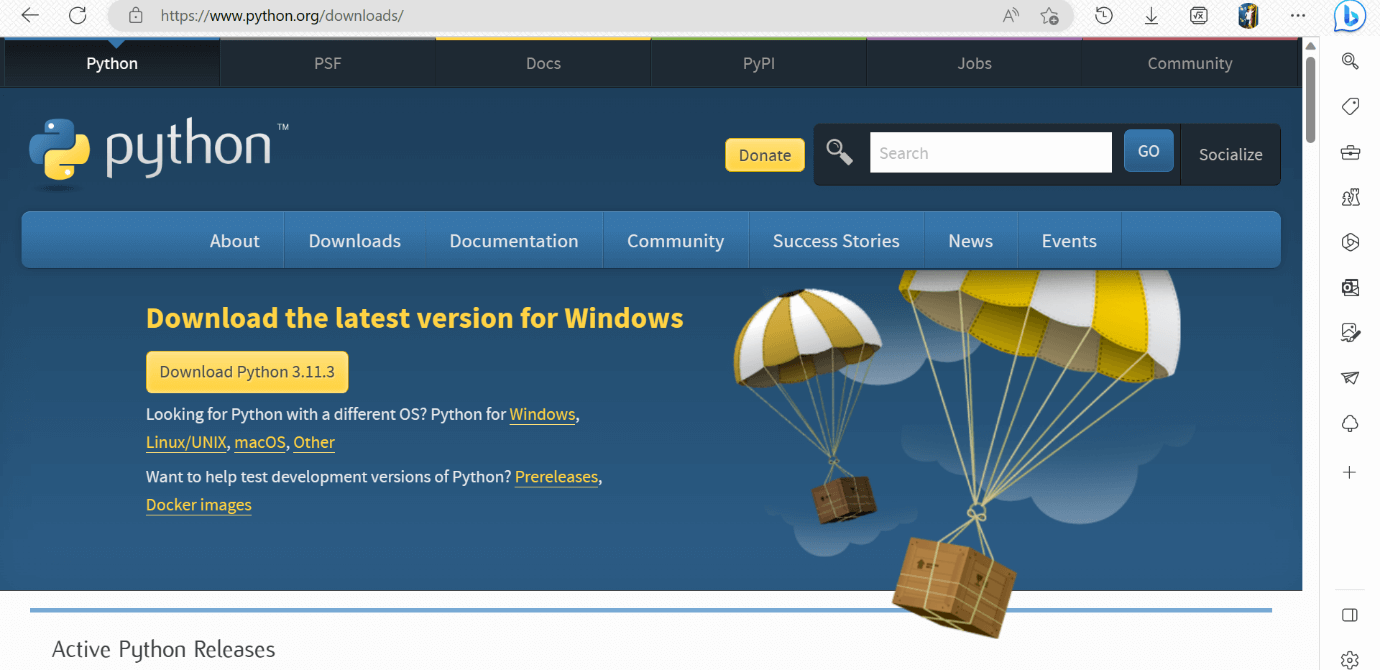 https://www.python.org/downloads/
Python PSF Docs PyPI Jobs Community
python™
Donate Search GO Socialize
About Downloads Documentation Community Success Stories News Events
Download the latest version for Windows
Download Python 3.11.3
Looking for Python with a different OS? Python for Windows,
Linux/UNIX, macOS, Other
Want to help test development versions of Python? Prereleases,
Docker images
Active Python Releases